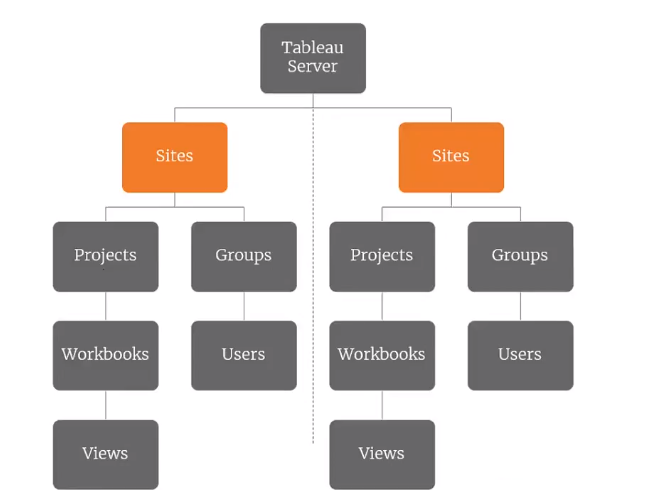 Tableau
Server
Sites
Sites
Projects
Groups
Projects
Groups
Workbooks
Users
Workbooks
Users
Views
Views